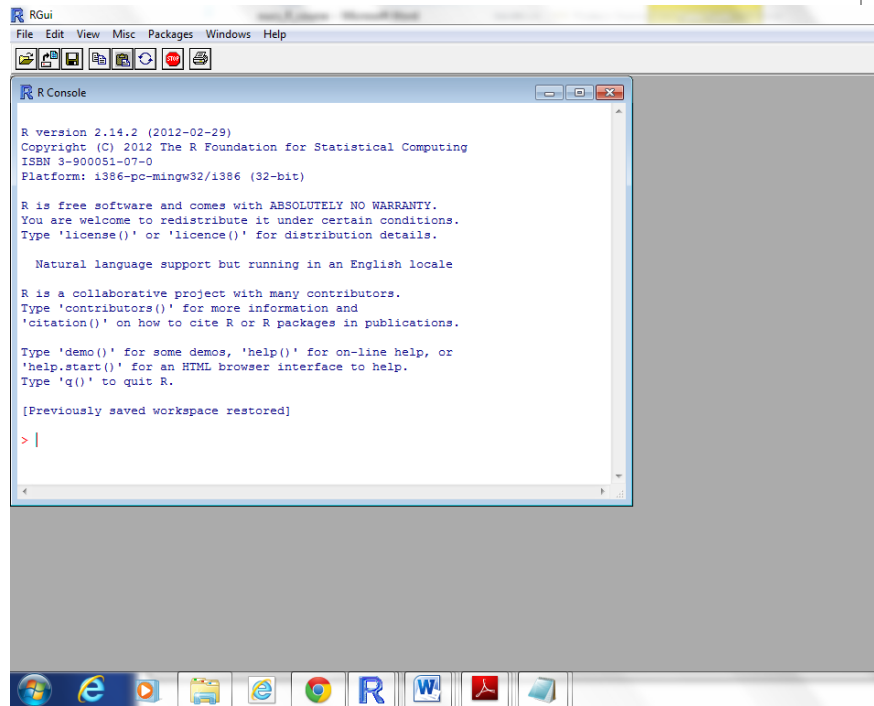 RGui
File Edit View Misc Packages Windows Help
STOP
R Console
R version 2.14.2 (2012-02-29)
Copyright (C) 2012 The R Foundation for Statistical Computing
ISBN 3-900051-07-0
Platform: i386-pc-mingw32/i386 (32-bit)
R is free software and comes with ABSOLUTELY NO WARRANTY.
You are welcome to redistribute it under certain conditions.
Type 'license()' or 'licence()' for distribution details.
Natural language support but running in an English locale
R is a collaborative project with many contributors.
Type 'contributors()' for more information and
'citation()' on how to cite R or R packages in publications.
Type 'demo()' for some demos, 'help()' for on-line help, or
'help.start()' for an HTML browser interface to help.
Type 'q()' to quit R.
[Previously saved workspace restored]
>